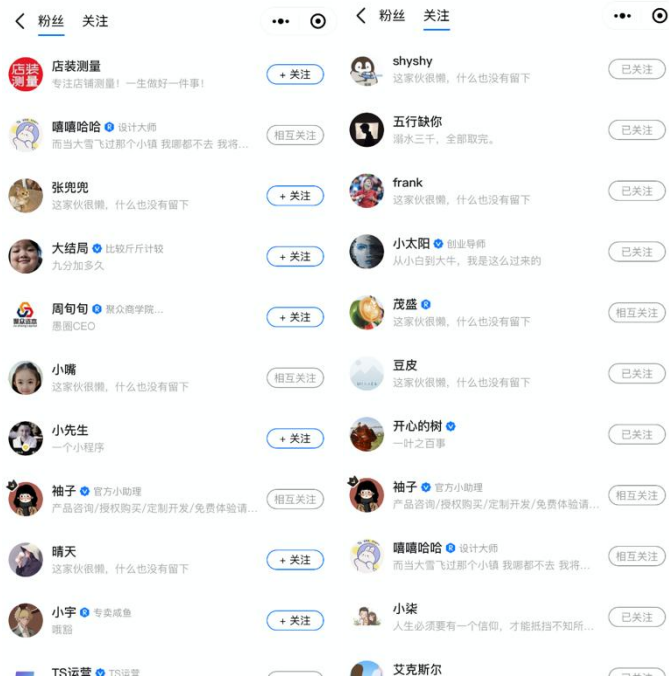 粉丝 关注
店装测量
店装
测量
专注店铺测量！一生做好一件事！
+ 关注
嘻嘻哈哈 设计大师
而当大雪飞过那个小镇 我哪都不去 我将...
相互关注
张兜兜
这家伙很懒，什么也没有留下
+ 关注
大结局 比较斤斤计较
九分加多久
+ 关注
周旬旬 聚众商学院...
愚圈CEO
+ 关注
小嘴
这家伙很懒，什么也没有留下
相互关注
小先生
一个小程序
+ 关注
袖子 官方小助理
产品咨询/授权购买/定制开发/免费体验请...
相互关注
晴天
这家伙很懒，什么也没有留下
+ 关注
小宇 专卖咸鱼
哦豁
+ 关注
TS运营 TS运营
粉丝 关注
shyshy
这家伙很懒，什么也没有留下
已关注
五行缺你
溺水三千，全部取完。
已关注
frank
这家伙很懒，什么也没有留下
已关注
小太阳 创业导师
从小白到大牛，我是这么过来的
已关注
茂盛
这家伙很懒，什么也没有留下
相互关注
豆皮
这家伙很懒，什么也没有留下
已关注
开心的树
一叶之百事
已关注
袖子 官方小助理
产品咨询/授权购买/定制开发/免费体验请...
相互关注
嘻嘻哈哈 设计大师
而当大雪飞过那个小镇 我哪都不去 我将...
相互关注
小柒
人生必须要有一个信仰，才能抵挡不知所...
已关注
艾克斯尔
已关注